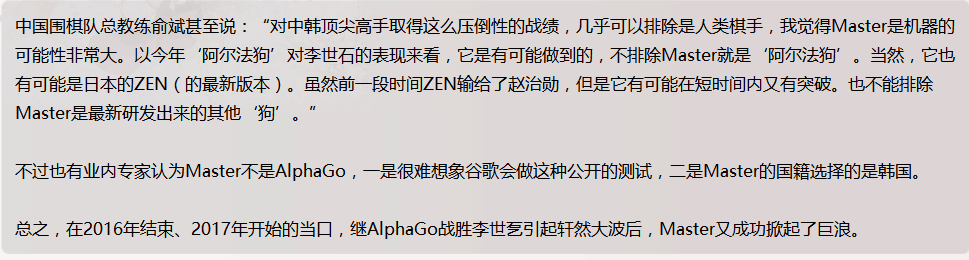 中国围棋队总教练俞斌甚至说：“对中韩顶尖高手取得这么压倒性的战绩，几乎可以排除是人类棋手，我觉得Master是机器的
可能性非常大。以今年‘阿尔法狗’对李世石的表现来看，它是有可能做到的，不排除Master就是‘阿尔法狗’。当然，它也
有可能是日本的ZEN（的最新版本）。虽然前一段时间ZEN输给了赵治勋，但是它有可能在短时间内又有突破。也不能排除
Master是最新研发出来的其他‘狗’。”
不过也有业内专家认为Master不是AlphaGo，一是很难想象谷歌会做这种公开的测试，二是Master的国籍选择的是韩国。
总之，在2016年结束、2017年开始的当口，继AlphaGo战胜李世乭引起轩然大波后，Master又成功掀起了巨浪。